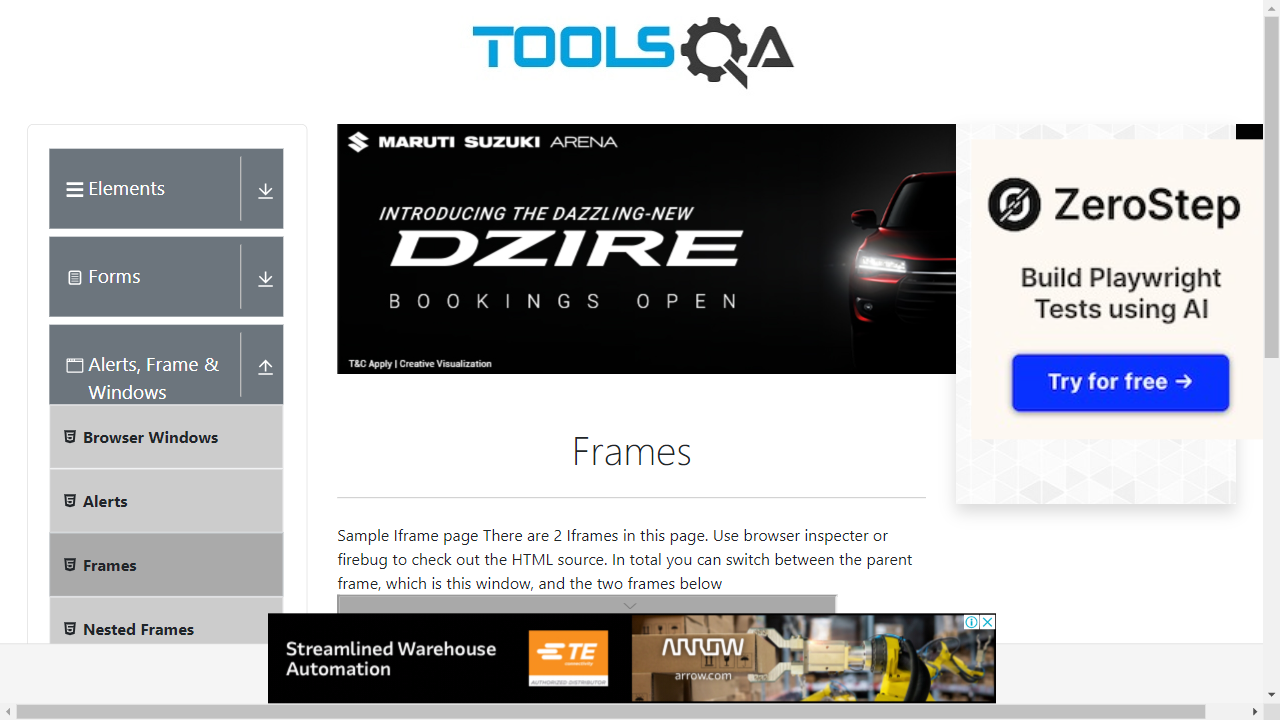 TOOLSQA
Elements
Forms
Alerts, Frame &
Windows
Browser Windows
Alerts
Frames
Nested Frames
MARUTI SUZUKI ARENA
INTRODUCING THE DAZZLING-NEW
DZIRE
BOOKINGS OPEN
T&C Apply | Creative Visualization
ZeroStep
Build Playwright
Tests using AI
Try for free →
Frames
Sample Iframe page There are 2 Iframes in this page. Use browser inspecter or
firebug to check out the HTML source. In total you can switch between the parent
frame, which is this window, and the two frames below
Streamlined Warehouse
Automation
TE
connectivity
AUTHORIZED DISTRIBUTOR
ARROW
arrow.com